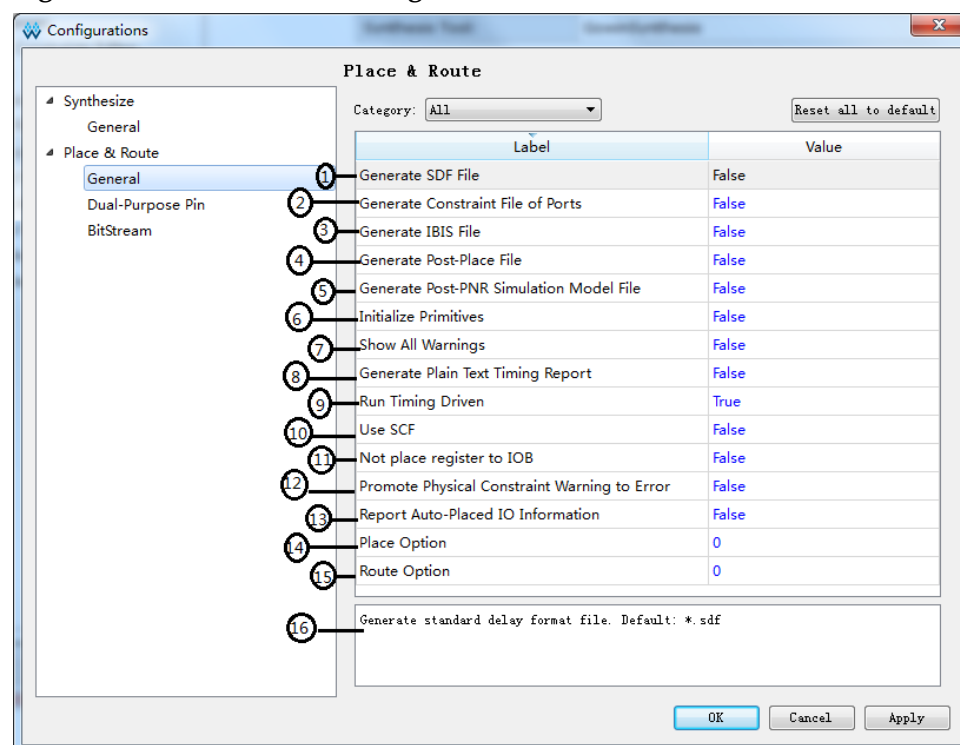 Configurations
Place & Route
Synthesize
General
Place & Route
General
Dual-Purpose Pin
BitStream
Category: All
Reset all to default
Label Value
1 Generate SDF File False
2 Generate Constraint File of Ports False
3 Generate IBIS File False
4 Generate Post-Place File False
5 Generate Post-PNR Simulation Model File False
6 Initialize Primitives False
7 Show All Warnings False
8 Generate Plain Text Timing Report False
9 Run Timing Driven True
10 Use SCF False
11 Not place register to IOB False
12 Promote Physical Constraint Warning to Error False
13 Report Auto-Placed IO Information False
14 Place Option 0
15 Route Option 0
16 Generate standard delay format file. Default: *.sdf
OK Cancel Apply